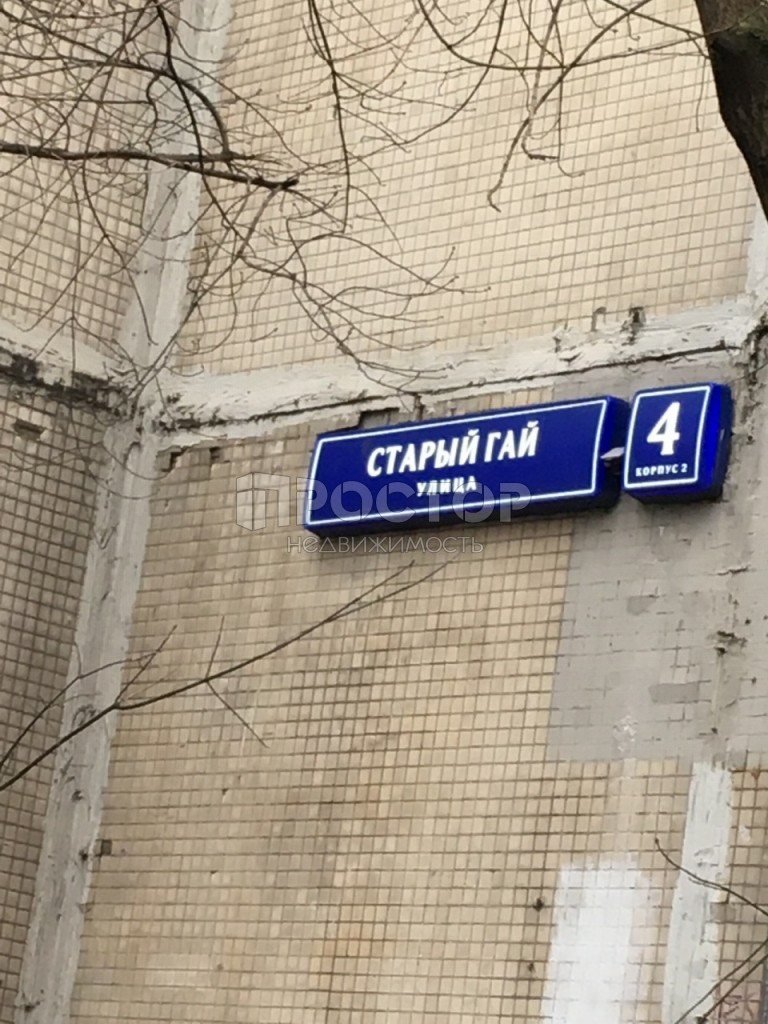 СТАРЫЙ ГАЙ
УЛИЦА
4
КОРПУС 2
ПРОСТОР
НЕДВИЖИМОСТЬ